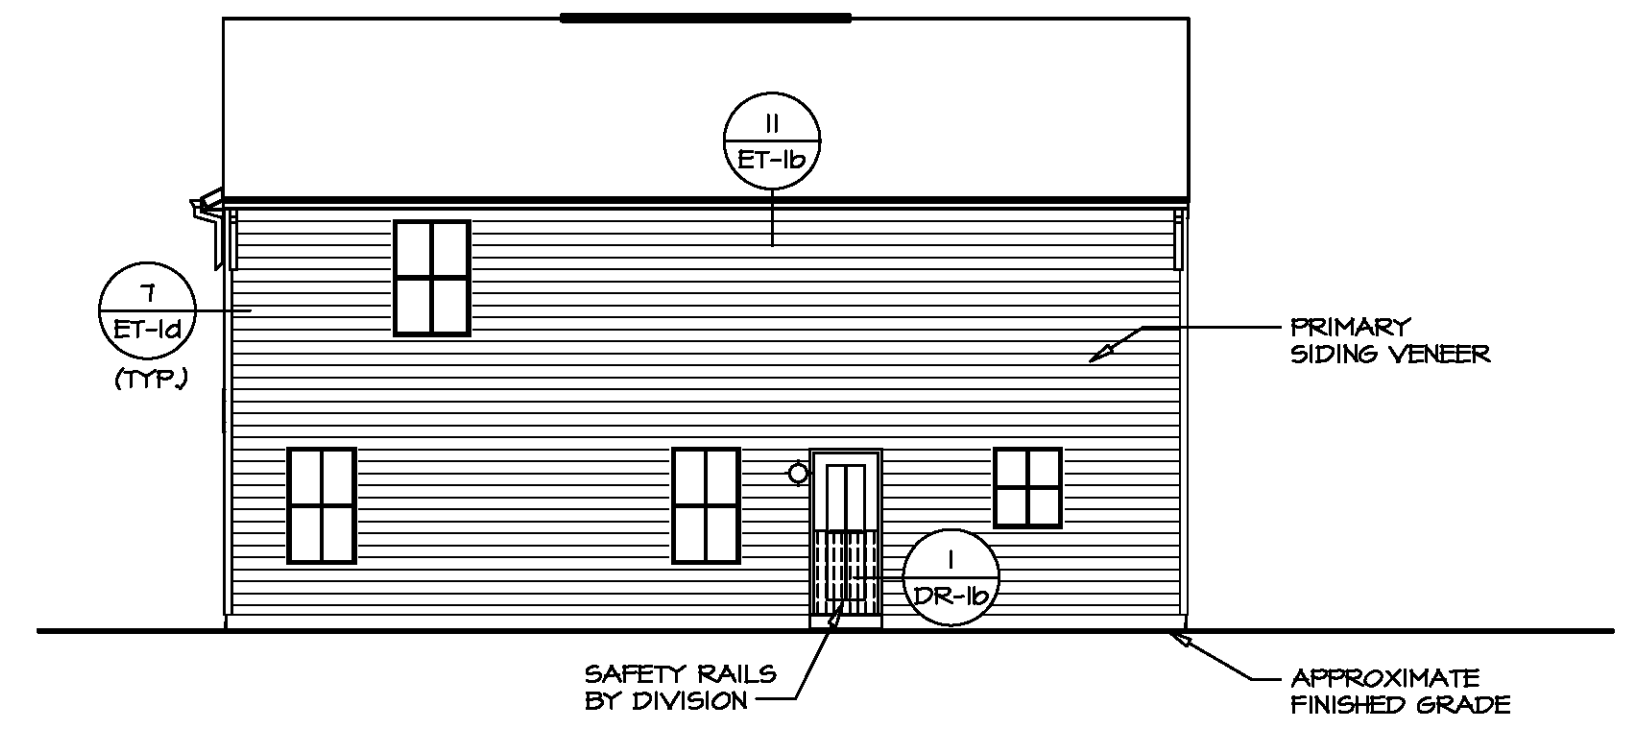 11
ET-1b
7
ET-1d
(TYP.)
PRIMARY
SIDING VENEER
1
DR-1b
SAFETY RAILS
BY DIVISION
APPROXIMATE
FINISHED GRADE